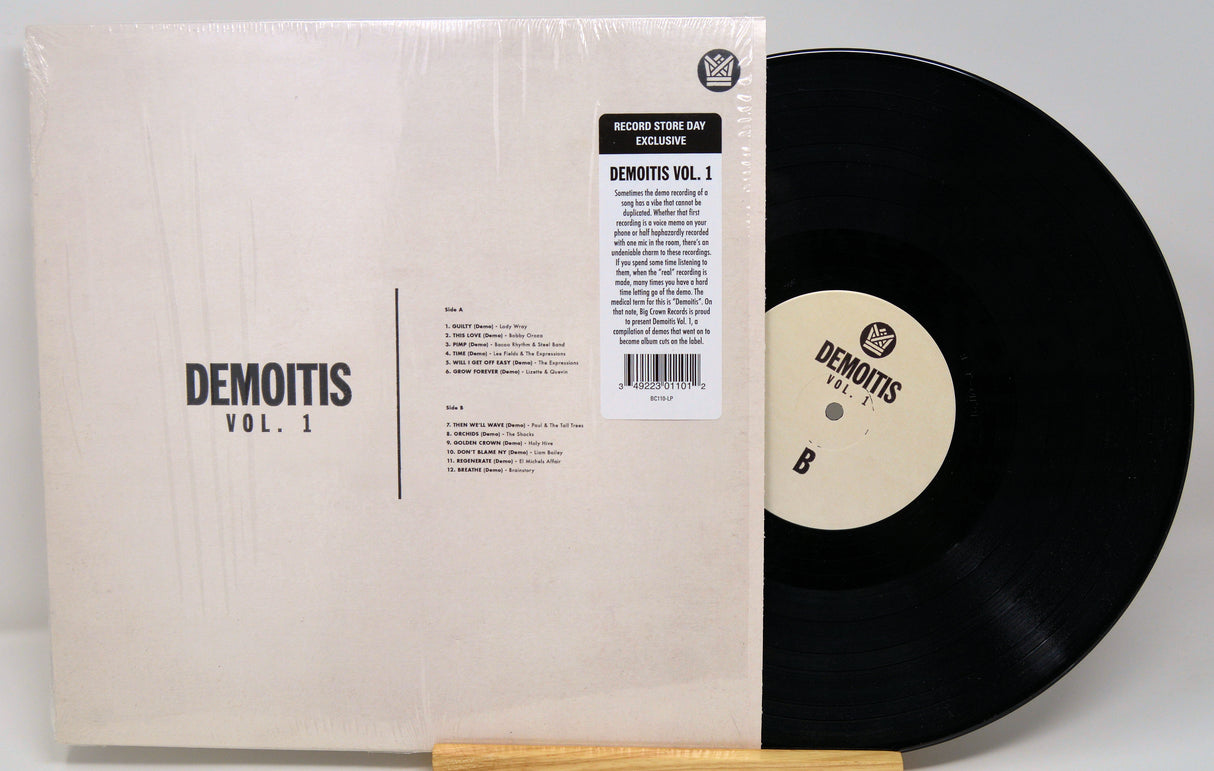 DEMOITIS
VOL. 1
Side A
1. GUILTY (Demo) - Lady Wray
2. THIS LOVE (Demo) - Bobby Oroza
3. PIMP (Demo) - Bacao Rhythm & Steel Band
4. TIME (Demo) - Lee Fields & The Expressions
5. WILL I GET OFF EASY (Demo) - The Expressions
6. GROW FOREVER (Demo) - Lizette & Quevin
Side B
7. THEN WE'LL WAVE (Demo) - Paul & The Tall Trees
8. ORCHIDS (Demo) - The Shacks
9. GOLDEN CROWN (Demo) - Holy Hive
10. DON'T BLAME NY (Demo) - Liam Bailey
11. REGENERATE (Demo) - El Michels Affair
12. BREATHE (Demo) - Brainstory
RECORD STORE DAY
EXCLUSIVE
DEMOITIS VOL. 1
Sometimes the demo recording of a
song has a vibe that cannot be
duplicated. Whether that first
recording is a voice memo on your
phone or half haphazardly recorded
with one mic in the room, there's an
undeniable charm to these recordings.
If you spend some time listening to
them, when the "real" recording is
made, many times you have a hard
time letting go of the demo. The
medical term for this is "Demoitis". On
that note, Big Crown Records is proud
to present Demoitis Vol. 1, a
compilation of demos that went on to
become album cuts on the label.
3 49223 01101 2
BC110-LP
DEMOITIS
VOL. 1
B